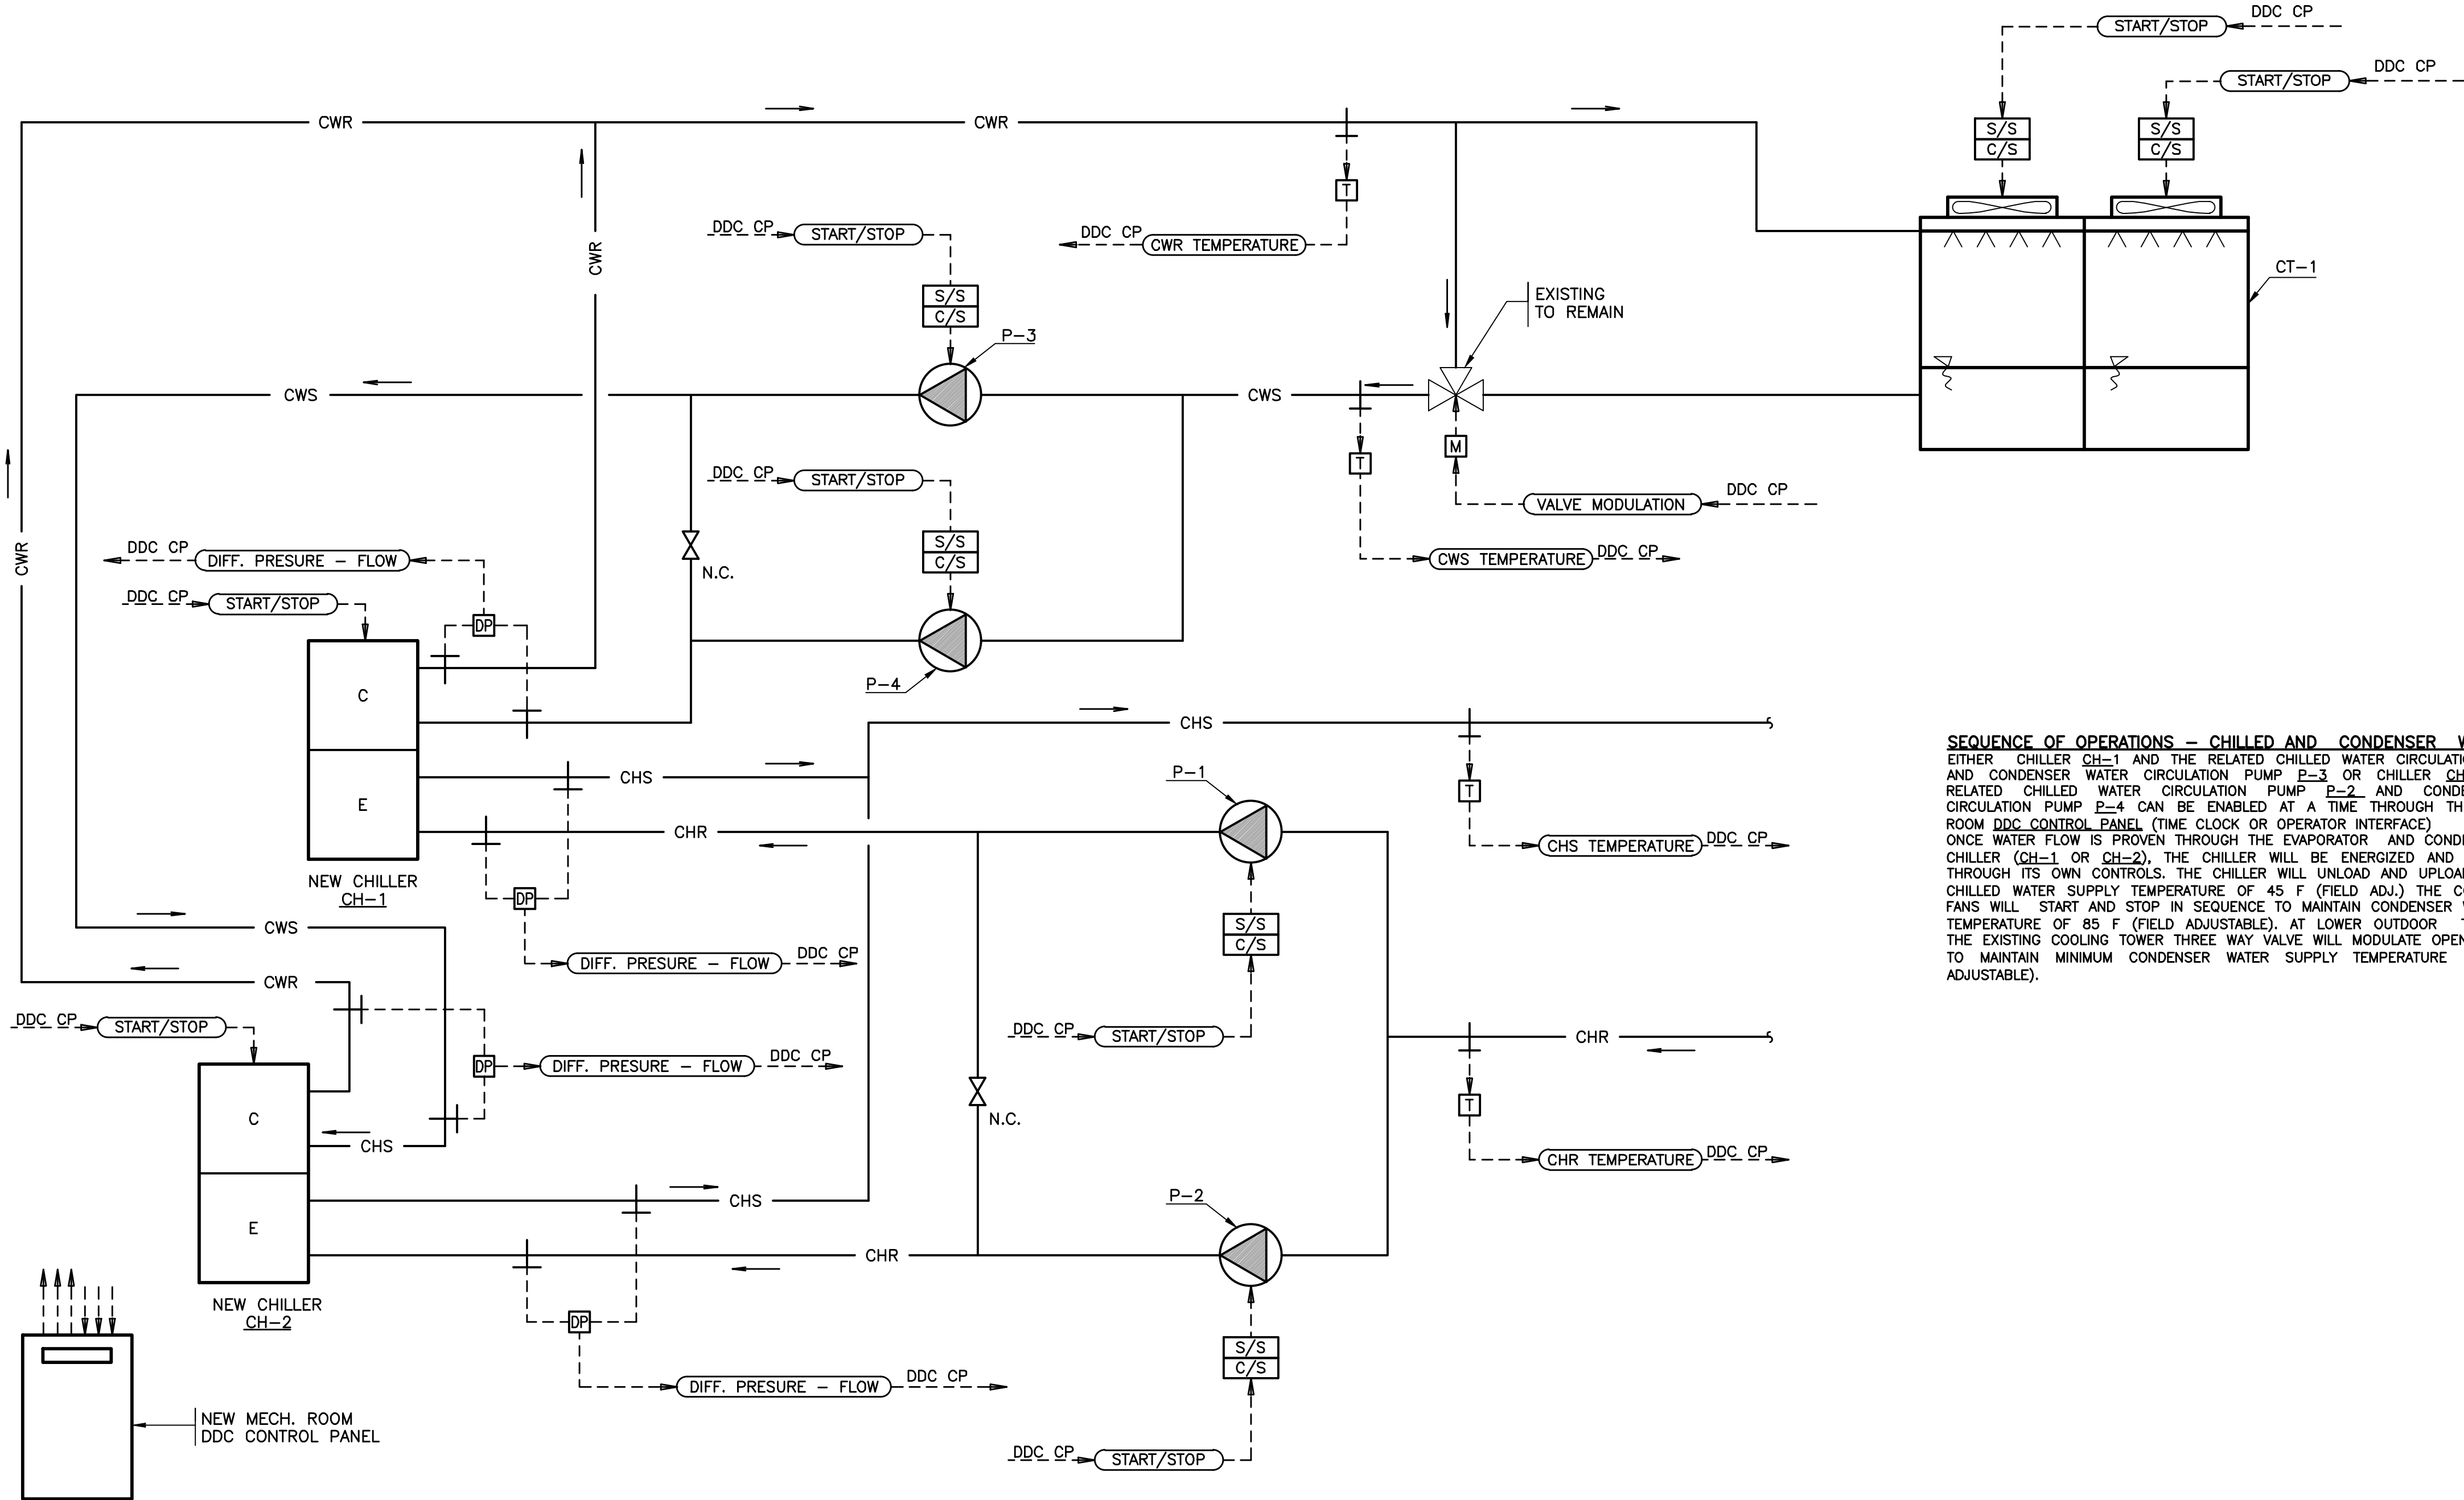 DDC CP
START/STOP
DDC CP
START/STOP
CWR
CWR
S/S
C/S
S/S
C/S
T
DDC CP
START/STOP
DDC CP
CWR TEMPERATURE
CWR
CT-1
S/S
C/S
EXISTING
TO REMAIN
P-3
CWS
CWS
M
T
DDC CP
START/STOP
DDC CP
VALVE MODULATION
S/S
C/S
CWR
DDC CP
DIFF. PRESURE - FLOW
CWS TEMPERATURE
DDC CP
N.C.
DDC CP
START/STOP
DP
C
P-4
CHS
SEQUENCE OF OPERATIONS - CHILLED AND CONDENSER
EITHER CHILLER CH-1 AND THE RELATED CHILLED WATER
AND CONDENSER WATER CIRCULATION PUMP P-3 OR CHILLER
RELATED CHILLED WATER CIRCULATION PUMP P-2 AND
CIRCULATION PUMP P-4 CAN BE ENABLED AT A TIME THROUGH
ROOM DDC CONTROL PANEL (TIME CLOCK OR OPERATOR INTERFACE)
ONCE WATER FLOW IS PROVEN THROUGH THE EVAPORATOR AND
CHILLER (CH-1 OR CH-2), THE CHILLER WILL BE ENERGIZED AND
THROUGH ITS OWN CONTROLS. THE CHILLER WILL UNLOAD AND
CHILLED WATER SUPPLY TEMPERATURE OF 45 F (FIELD ADJ.) THE
FANS WILL START AND STOP IN SEQUENCE TO MAINTAIN CONDENSER
TEMPERATURE OF 85 F (FIELD ADJUSTABLE). AT LOWER OUTDOOR
THE EXISTING COOLING TOWER THREE WAY VALVE WILL MODULATE
TO MAINTAIN MINIMUM CONDENSER WATER SUPPLY TEMPERATURE
ADJUSTABLE).
CHS
P-1
T
E
CHR
CHS TEMPERATURE
DDC CP
NEW CHILLER
CH-1
DP
CWS
S/S
C/S
DIFF. PRESURE - FLOW
DDC CP
CWR
DDC CP
START/STOP
DDC CP
START/STOP
CHR
DP
DIFF. PRESURE - FLOW
DDC CP
C
N.C.
T
CHS
CHR TEMPERATURE
DDC CP
CHS
P-2
E
CHR
NEW CHILLER
CH-2
DP
S/S
C/S
DIFF. PRESURE - FLOW
DDC CP
NEW MECH. ROOM
DDC CONTROL PANEL
DDC CP
START/STOP